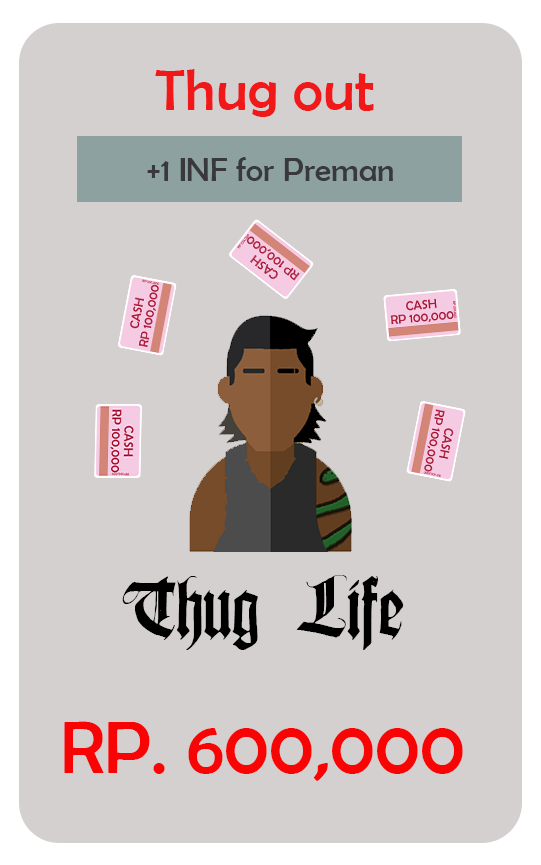 Thug out
+1 INF for Preman
CASH
RP 100,000
CASH
RP 100,000
CASH
RP 100,000
CASH
RP 100,000
CASH
RP 100,000
Thug Life
RP. 600,000